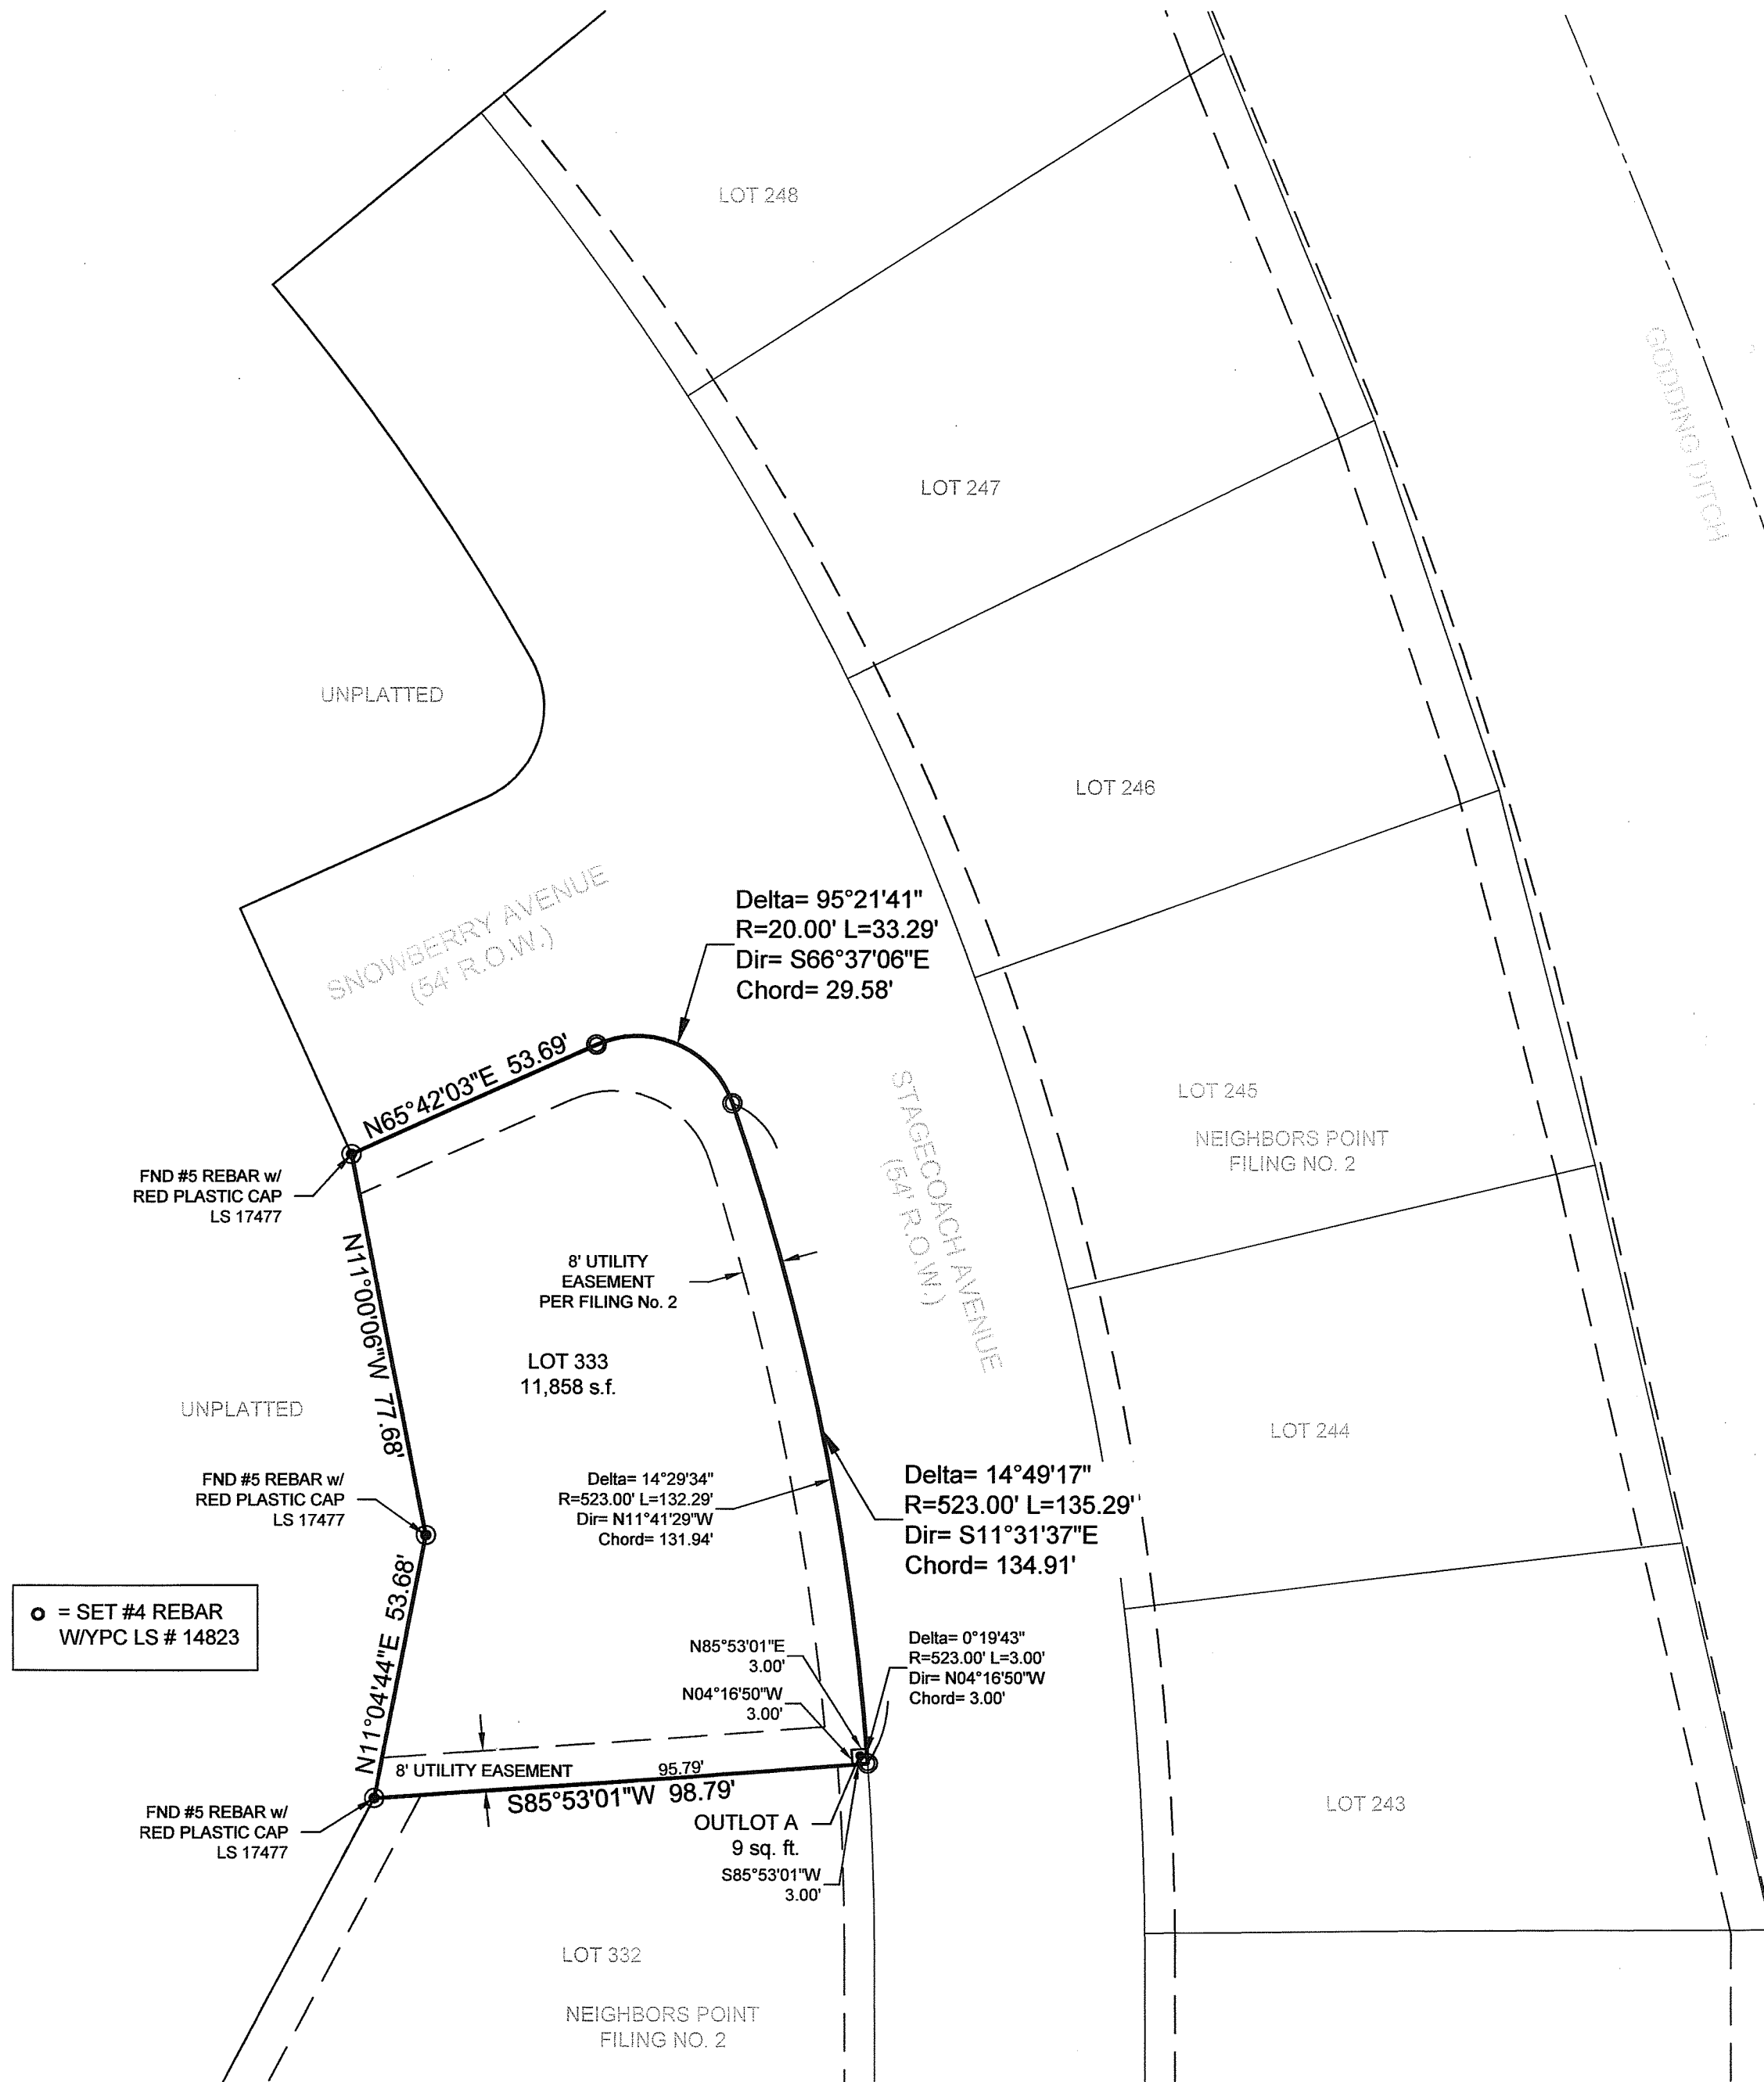 LOT 248
GODDING DITCH
LOT 247
UNPLATTED
LOT 246
SNOWBERRY AVENUE
(54' R.O.W.)
Delta= 95°21'41"
R=20.00' L=33.29'
Dir= S66°37'06"E
Chord= 29.58'
N65°42'03"E 53.69'
STAGECOACH AVENUE
(54' R.O.W.)
LOT 245
NEIGHBORS POINT
FILING NO. 2
FND #5 REBAR w/
RED PLASTIC CAP
LS 17477
N11°00'06"W 77.68'
8' UTILITY
EASEMENT
PER FILING No. 2
LOT 333
11,858 s.f.
UNPLATTED
LOT 244
FND #5 REBAR w/
RED PLASTIC CAP
LS 17477
Delta= 14°29'34"
R=523.00' L=132.29'
Dir= N11°41'29"W
Chord= 131.94'
Delta= 14°49'17"
R=523.00' L=135.29'
Dir= S11°31'37"E
Chord= 134.91'
O = SET #4 REBAR
W/YPC LS # 14823
N11°04'44"E 53.68'
N85°53'01"E
3.00'
N04°16'50"W
3.00'
Delta= 0°19'43"
R=523.00' L=3.00'
Dir= N04°16'50"W
Chord= 3.00'
8' UTILITY EASEMENT
95.79'
S85°53'01"W 98.79'
FND #5 REBAR w/
RED PLASTIC CAP
LS 17477
OUTLOT A
9 sq. ft.
S85°53'01"W
3.00'
LOT 243
LOT 332
NEIGHBORS POINT
FILING NO. 2